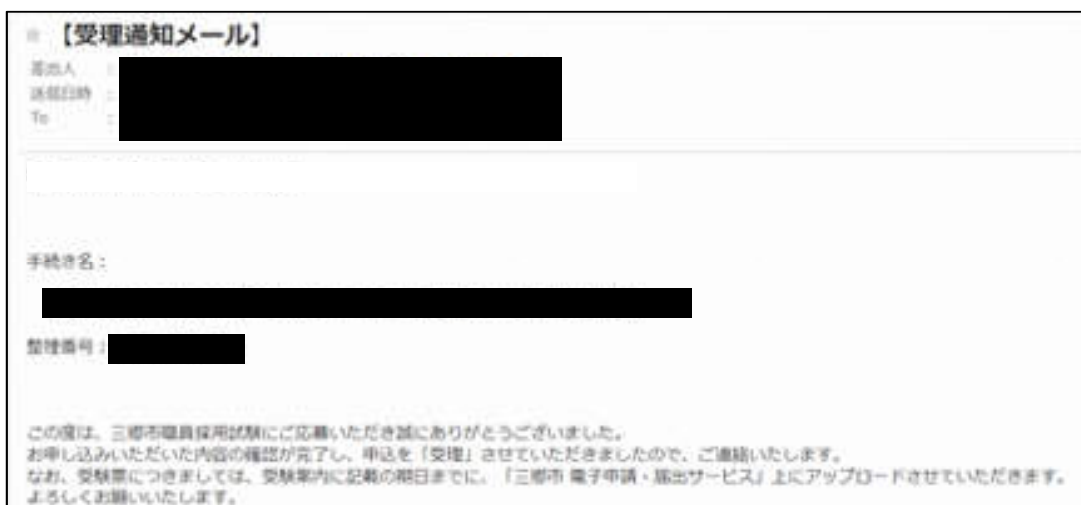 【受理通知メール】
差出人 :
送信日時 :
To :
手続き名:
整理番号:
この度は、三郷市職員採用試験にご応募いただき誠にありがとうございました。
お申し込みいただいた内容の確認が完了し、申込を「受理」させていただきましたので、ご連絡いたします。
なお、受験票につきましては、受験案内に記載の期日までに、「三郷市 電子申請・届出サービス」上にアップロードさせていただきます。
よろしくお願いいたします。